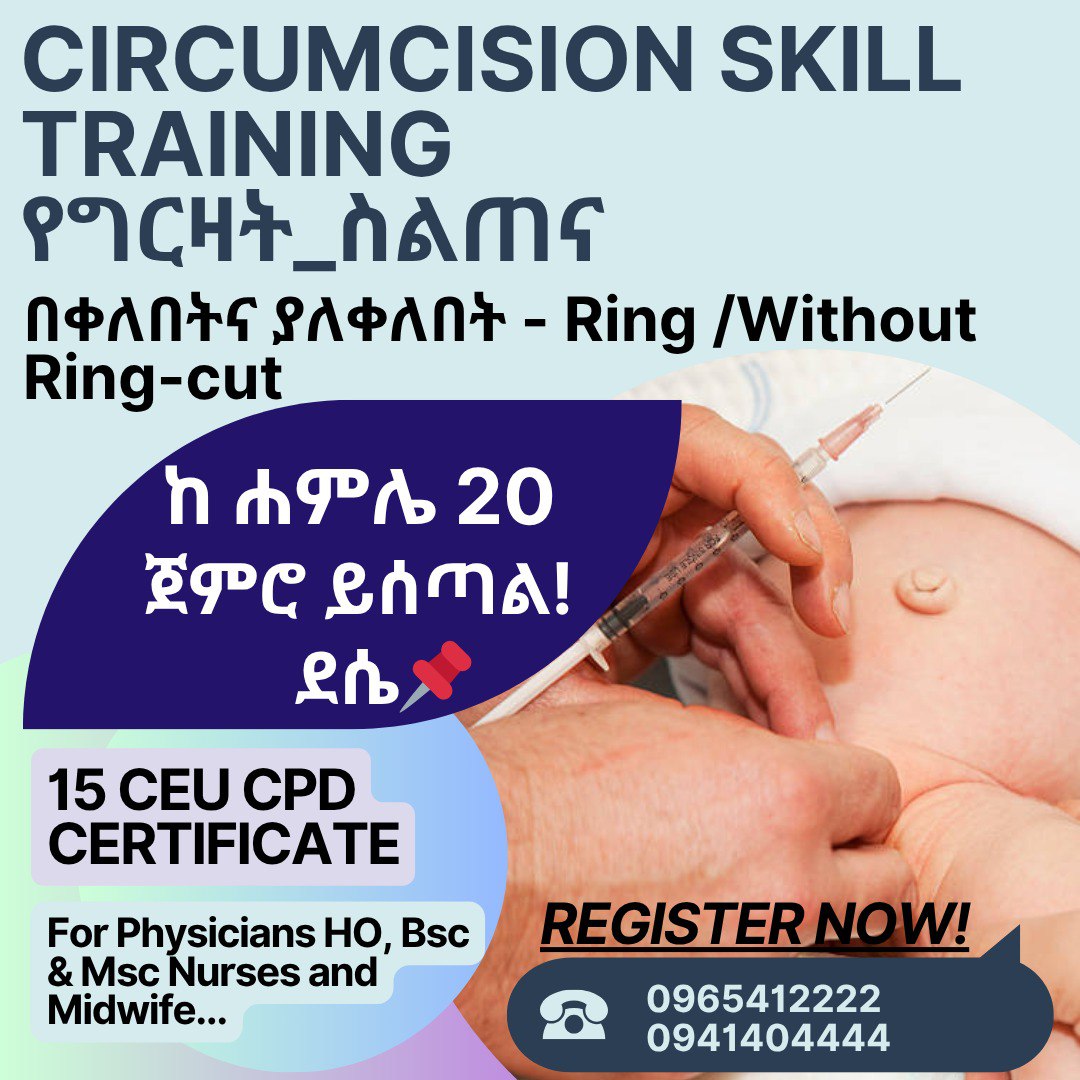 CIRCUMCISION SKILL
TRAINING
የግርዛት_ስልጠና
በቀለበትና ያለቀለበት - Ring /Without
Ring-cut
ከ ሐምሌ 20
ጀምሮ ይሰጣል!
ደሴ📌
15 CEU CPD
CERTIFICATE
For Physicians HO, Bsc
& Msc Nurses and
Midwife...
REGISTER NOW!
0965412222
0941404444